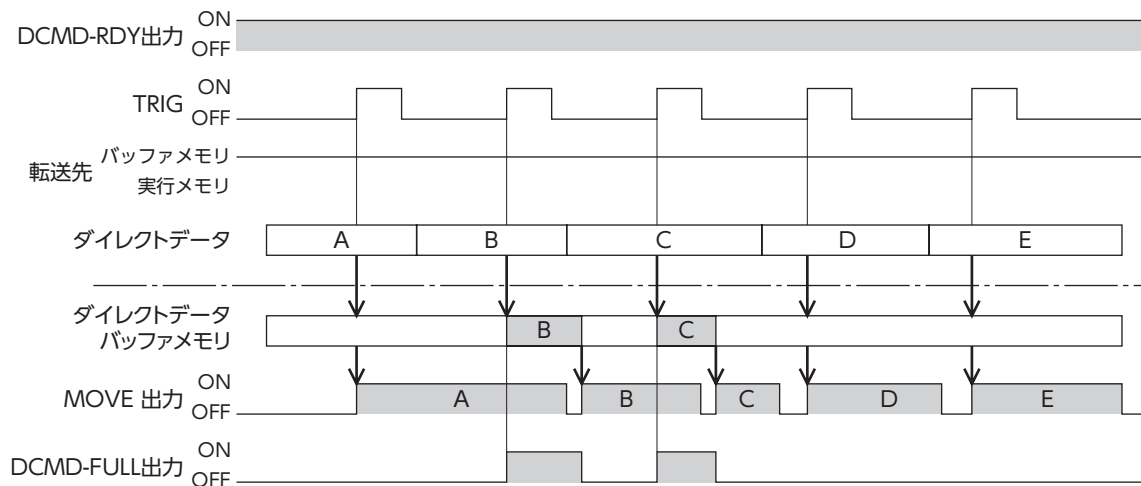 ON
DCMD-RDY出力
OFF
ON
TRIG
OFF
転送先
バッファメモリ
実行メモリ
ダイレクトデータ
A B C D E
ダイレクトデータ
バッファメモリ
B C
ON
MOVE 出力
OFF
A B C D E
ON
DCMD-FULL出力
OFF